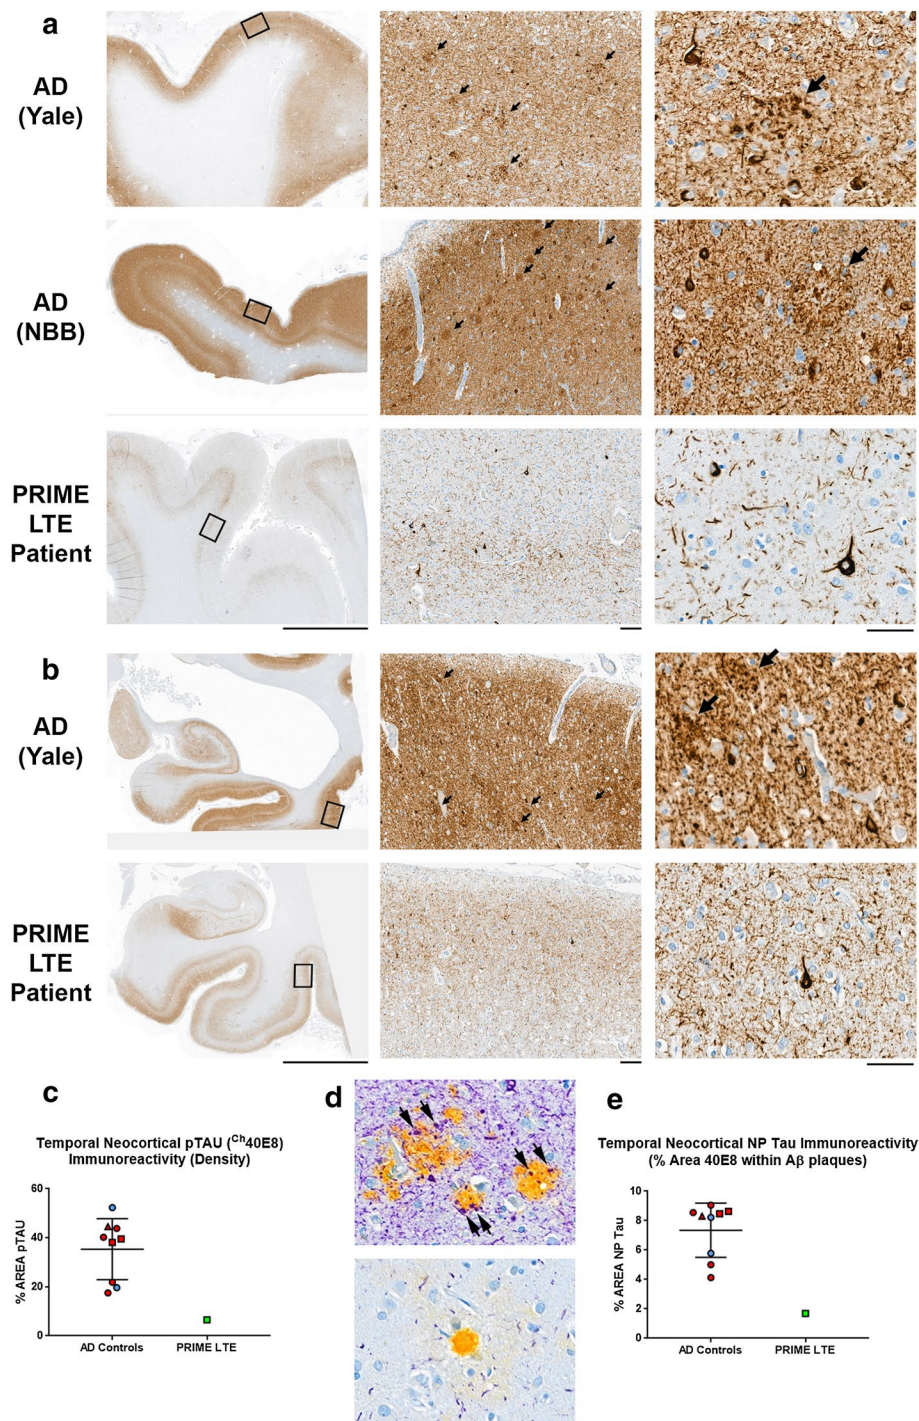 a
AD
(Yale)
AD
(NBB)
PRIME
LTE
Patient
b
AD
(Yale)
PRIME
LTE
Patient
c
Temporal Neocortical pTAU (Ch40E8)
Immunoreactivity (Density)
% AREA pTAU
60
40
20
0
AD Controls
PRIME LTE
d
e
Temporal Neocortical NP Tau Immunoreactivity
(% Area 40E8 within Aβ plaques)
% AREA NP Tau
10
8
6
4
2
0
AD Controls
PRIME LTE